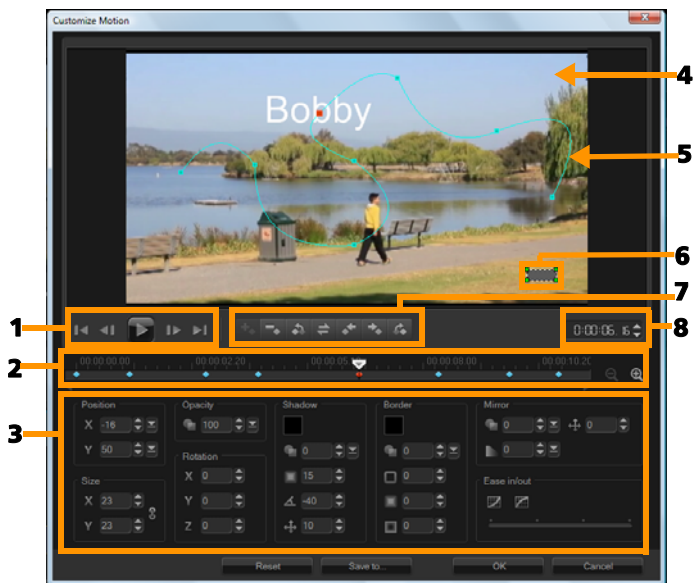 Customize Motion
4
Bobby
5
6
7
1
0:00:06. 16
8
2
00:00:00.00 00:00:02.20 00:00:05. 00:00:08.00 00:00:10.20
3
Position Opacity Shadow Border Mirror
X -16 100 0 0
Y 50 0 0
Rotation
X 0 15 0
Size Ease in/out
X 23 Y 0 -40 0
Y 23 Z 0 10 0
Reset Save to... OK Cancel